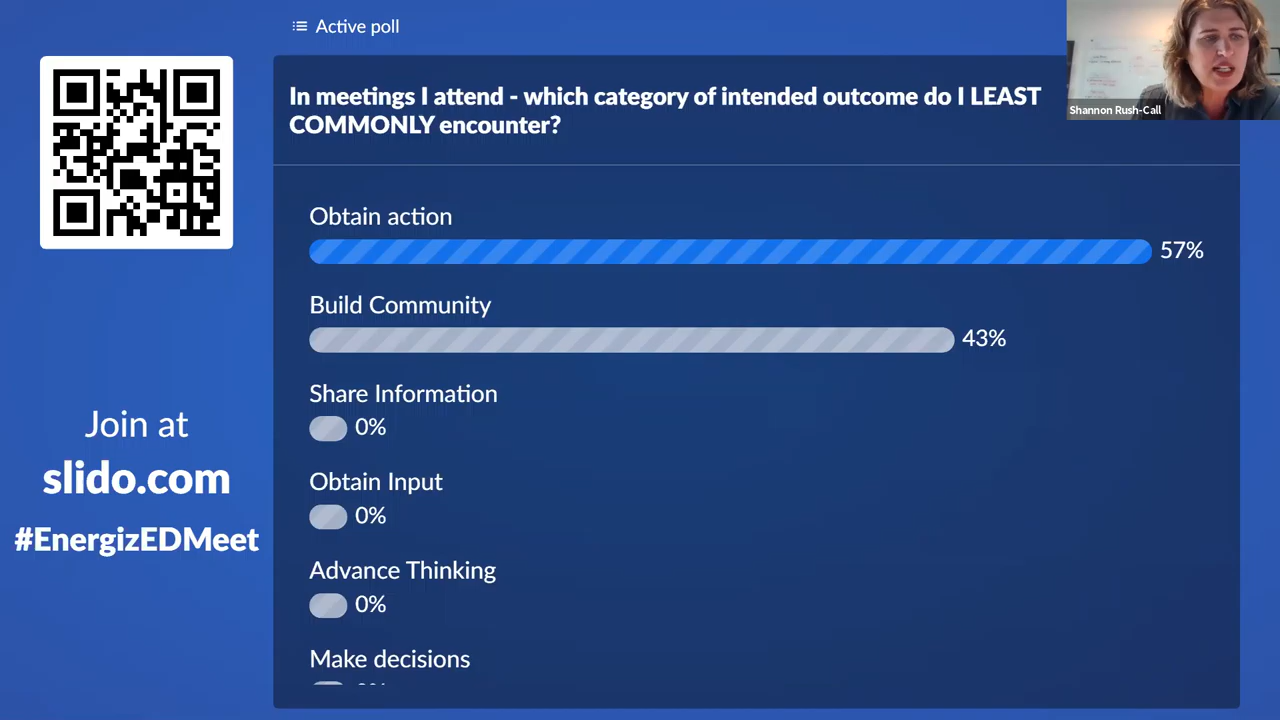 Active poll
In meetings I attend - which category of intended outcome do I LEAST
COMMONLY encounter?
Shannon Rush-Call
Obtain action
57%
Build Community
43%
Share Information
0%
Obtain Input
0%
Advance Thinking
0%
Make decisions
Join at
slido.com
#EnergizEDMeet